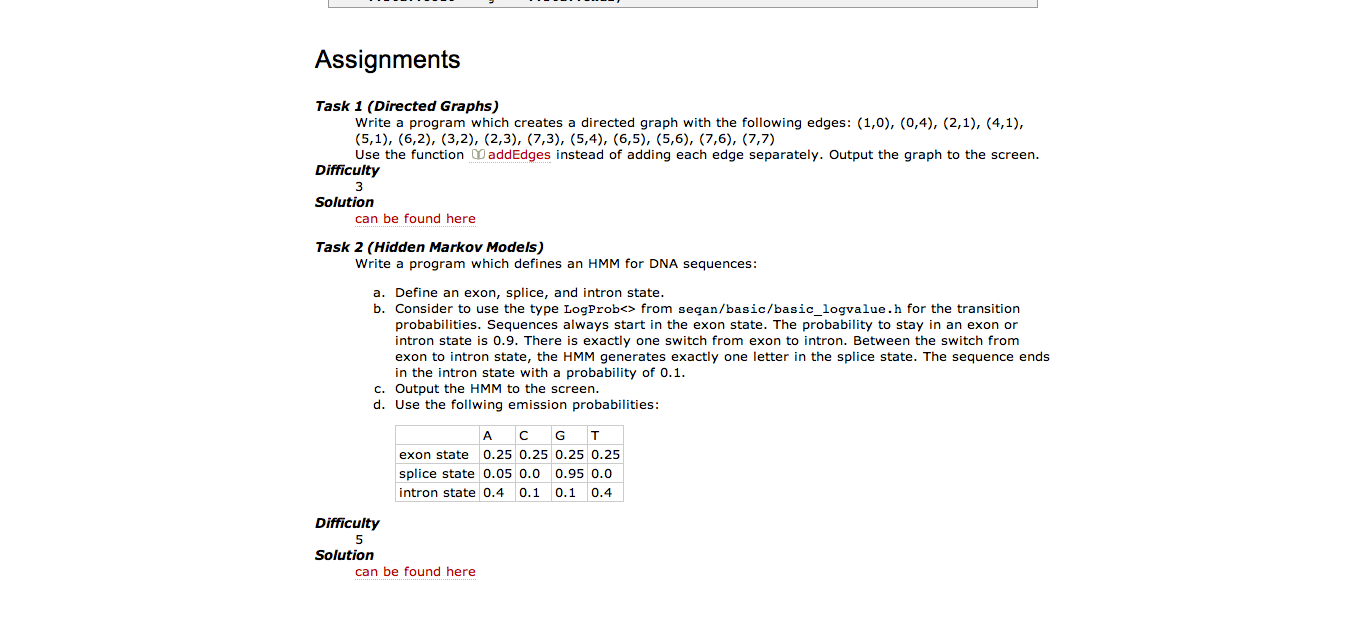 Assignments
Task 1 (Directed Graphs)
Write a program which creates a directed graph with the following edges: (1,0), (0,4), (2,1), (4,1),
(5,1), (6,2), (3,2), (2,3), (7,3), (5,4), (6,5), (5,6), (7,6), (7,7)
Use the function addEdges instead of adding each edge separately. Output the graph to the screen.
Difficulty
3
Solution
can be found here
Task 2 (Hidden Markov Models)
Write a program which defines an HMM for DNA sequences:
a. Define an exon, splice, and intron state.
b. Consider to use the type LogProb<> from seqan/basic/basic_logvalue.h for the transition
probabilities. Sequences always start in the exon state. The probability to stay in an exon or
intron state is 0.9. There is exactly one switch from exon to intron. Between the switch from
exon to intron state, the HMM generates exactly one letter in the splice state. The sequence ends
in the intron state with a probability of 0.1.
c. Output the HMM to the screen.
d. Use the follwing emission probabilities:
A C G T
exon state 0.25 0.25 0.25 0.25
splice state 0.05 0.0 0.95 0.0
intron state 0.4 0.1 0.1 0.4
Difficulty
5
Solution
can be found here